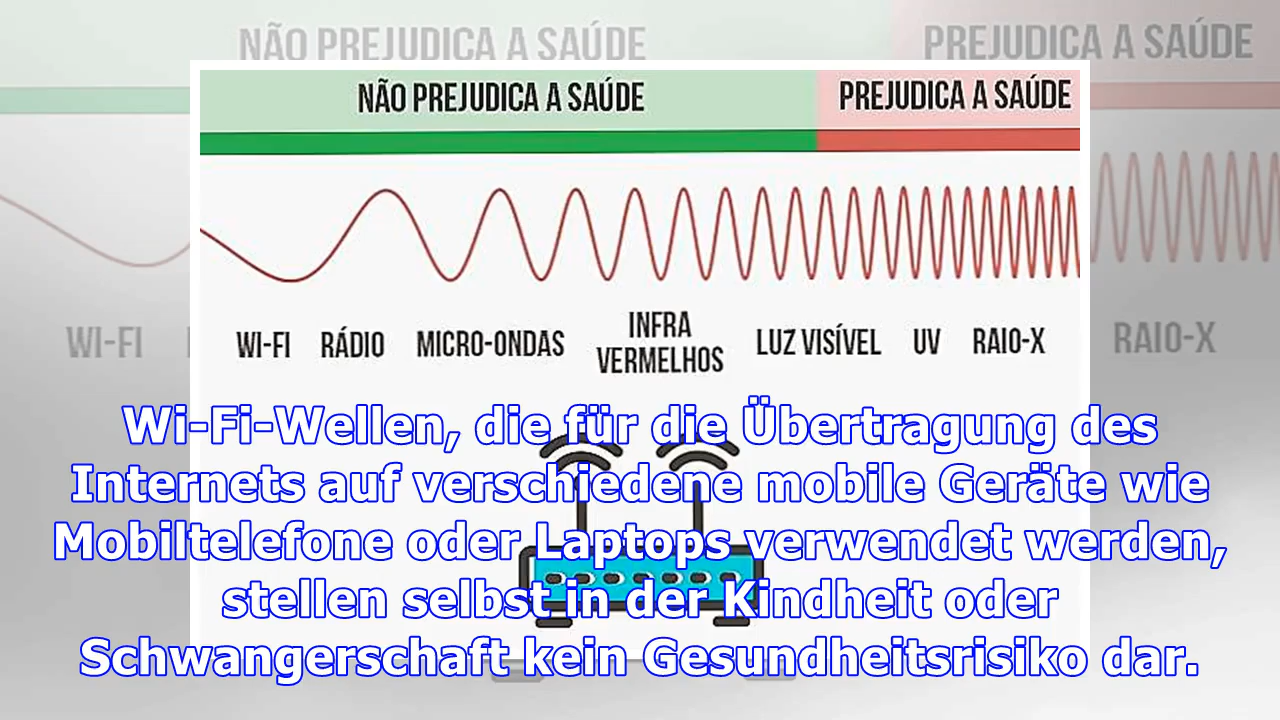 NÃO PREJUDICA A SAÚDE PREJUDICA A SAÚDE
NÃO PREJUDICA A SAÚDE PREJUDICA A SAÚDE
WI-FI RAIO-X
WI-FI RÁDIO MICRO-ONDAS INFRA VERMELHOS LUZ VISÍVEL UV RAIO-X
Wi-Fi-Wellen, die für die Übertragung des
Internets auf verschiedene mobile Geräte wie
Mobiltelefone oder Laptops verwendet werden,
stellen selbst in der Kindheit oder
Schwangerschaft kein Gesundheitsrisiko dar.